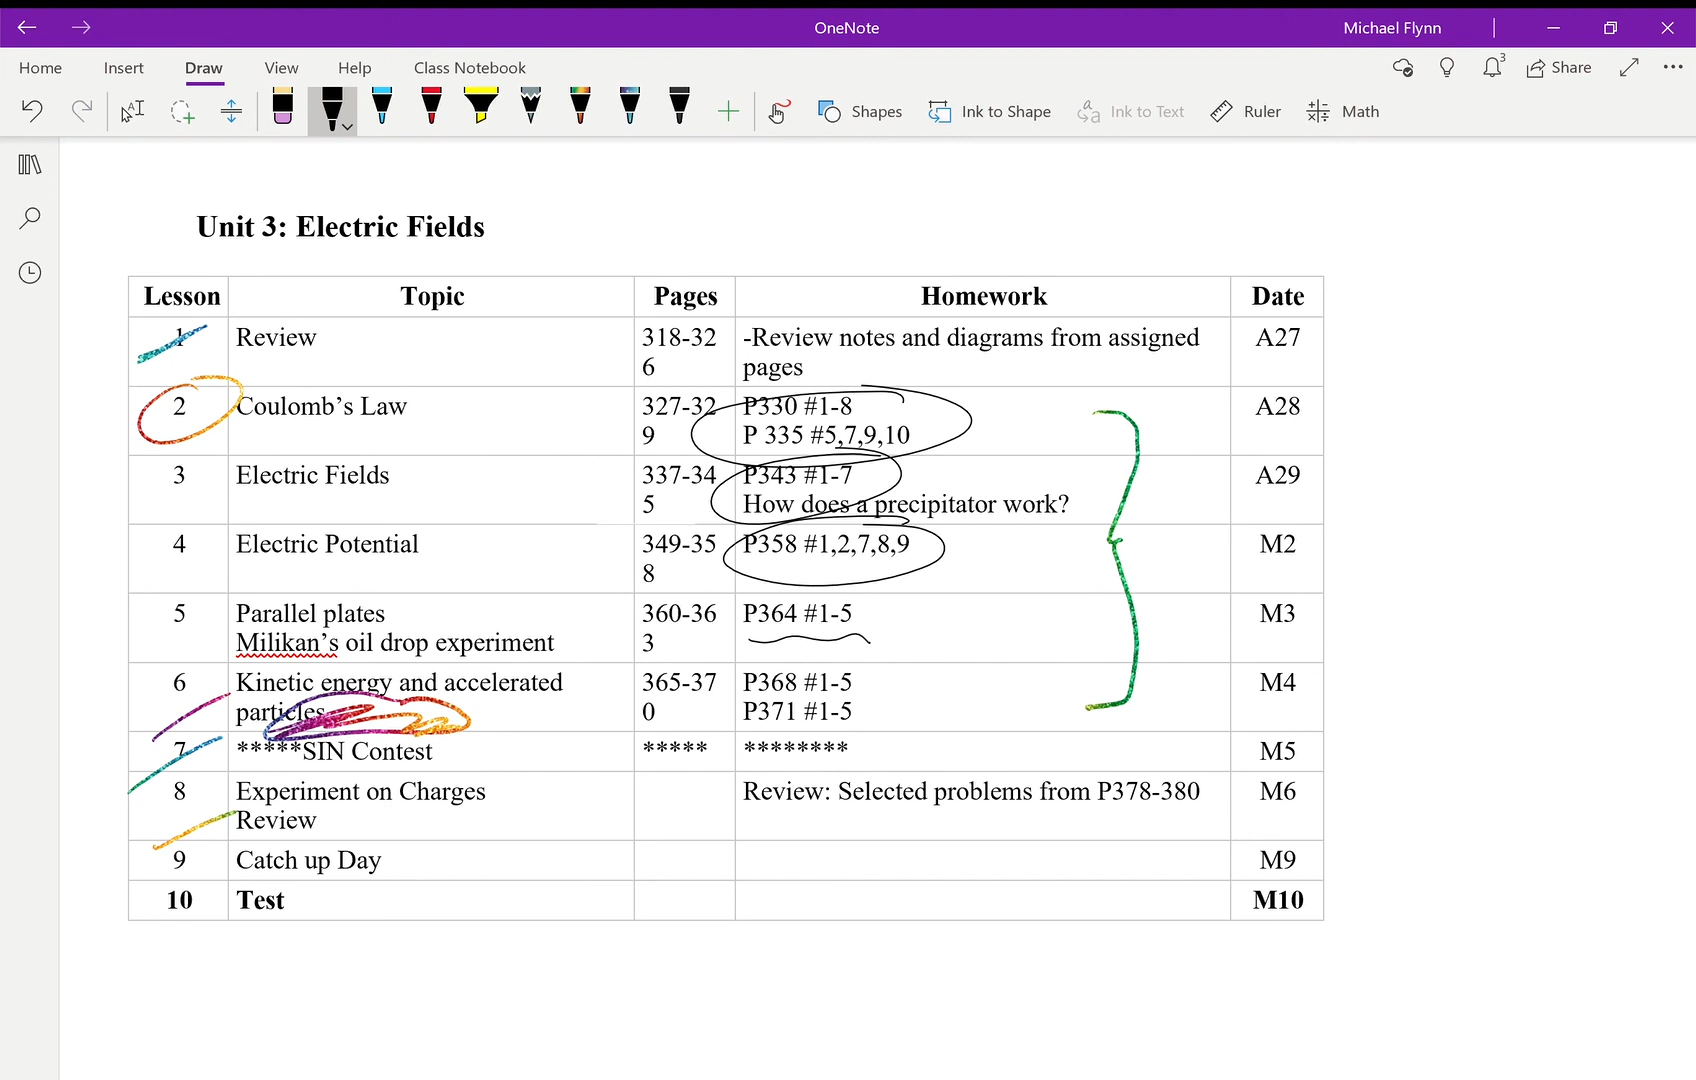 OneNote
Michael Flynn
Home Insert Draw View Help Class Notebook
3 Share
Shapes Ink to Shape Ink to Text Ruler Math
Unit 3: Electric Fields
Lesson Topic Pages Homework Date
1 Review 318-32 -Review notes and diagrams from assigned A27
6 pages
2 Coulomb’s Law 327-32 P330 #1-8 A28
9 P 335 #5,7,9,10
3 Electric Fields 337-34 P343 #1-7 A29
5 How does a precipitator work?
4 Electric Potential 349-35 P358 #1,2,7,8,9 M2
8
5 Parallel plates 360-36 P364 #1-5 M3
Milikan’s oil drop experiment 3
6 Kinetic energy and accelerated 365-37 P368 #1-5 M4
particles 0 P371 #1-5
7 *****SIN Contest ***** ******** M5
8 Experiment on Charges Review: Selected problems from P378-380 M6
Review
9 Catch up Day M9
10 Test M10